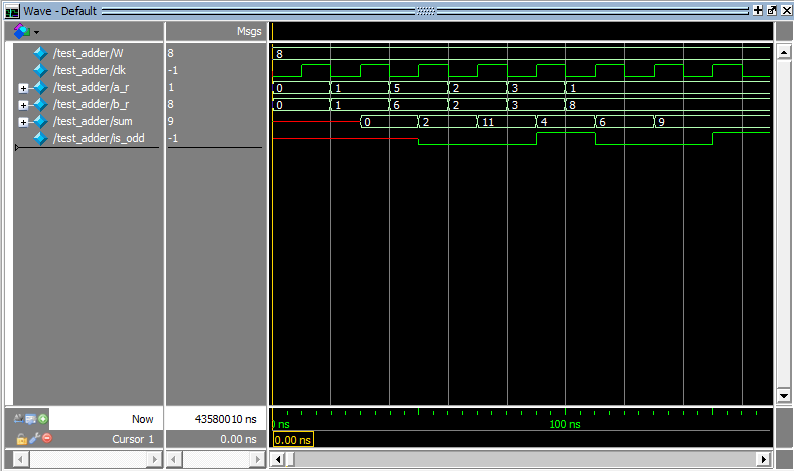 Wave - Default
Msgs
/test_adder/W 8 8
/test_adder/clk -1
/test_adder/a_r 1 0 1 5 2 3 1
/test_adder/b_r 8 0 1 6 2 3 8
/test_adder/sum 9 0 2 11 4 6 9
/test_adder/is_odd -1
Now 43580010 ns 0 ns 100 ns
Cursor 1 0.00 ns 0.00 ns